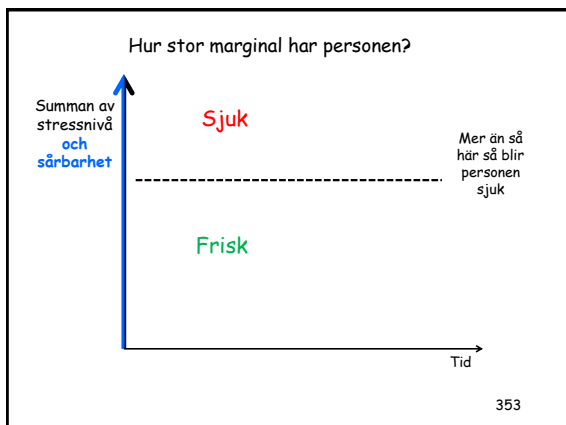 Hur stor marginal har personen?
Summan av
stressnivå
och
sårbarhet
Sjuk
Mer än så
här så blir
personen
sjuk
Frisk
Tid
353